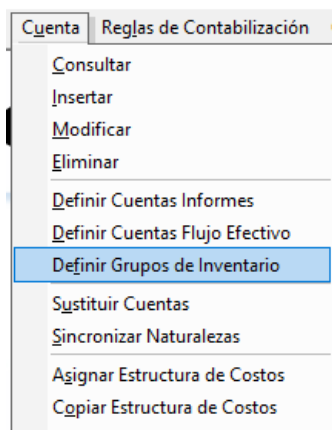 Cuenta Reglas de Contabilización
Consultar
Insertar
Modificar
Eliminar
Definir Cuentas Informes
Definir Cuentas Flujo Efectivo
Definir Grupos de Inventario
Sustituir Cuentas
Sincronizar Naturalezas
Asignar Estructura de Costos
Copiar Estructura de Costos